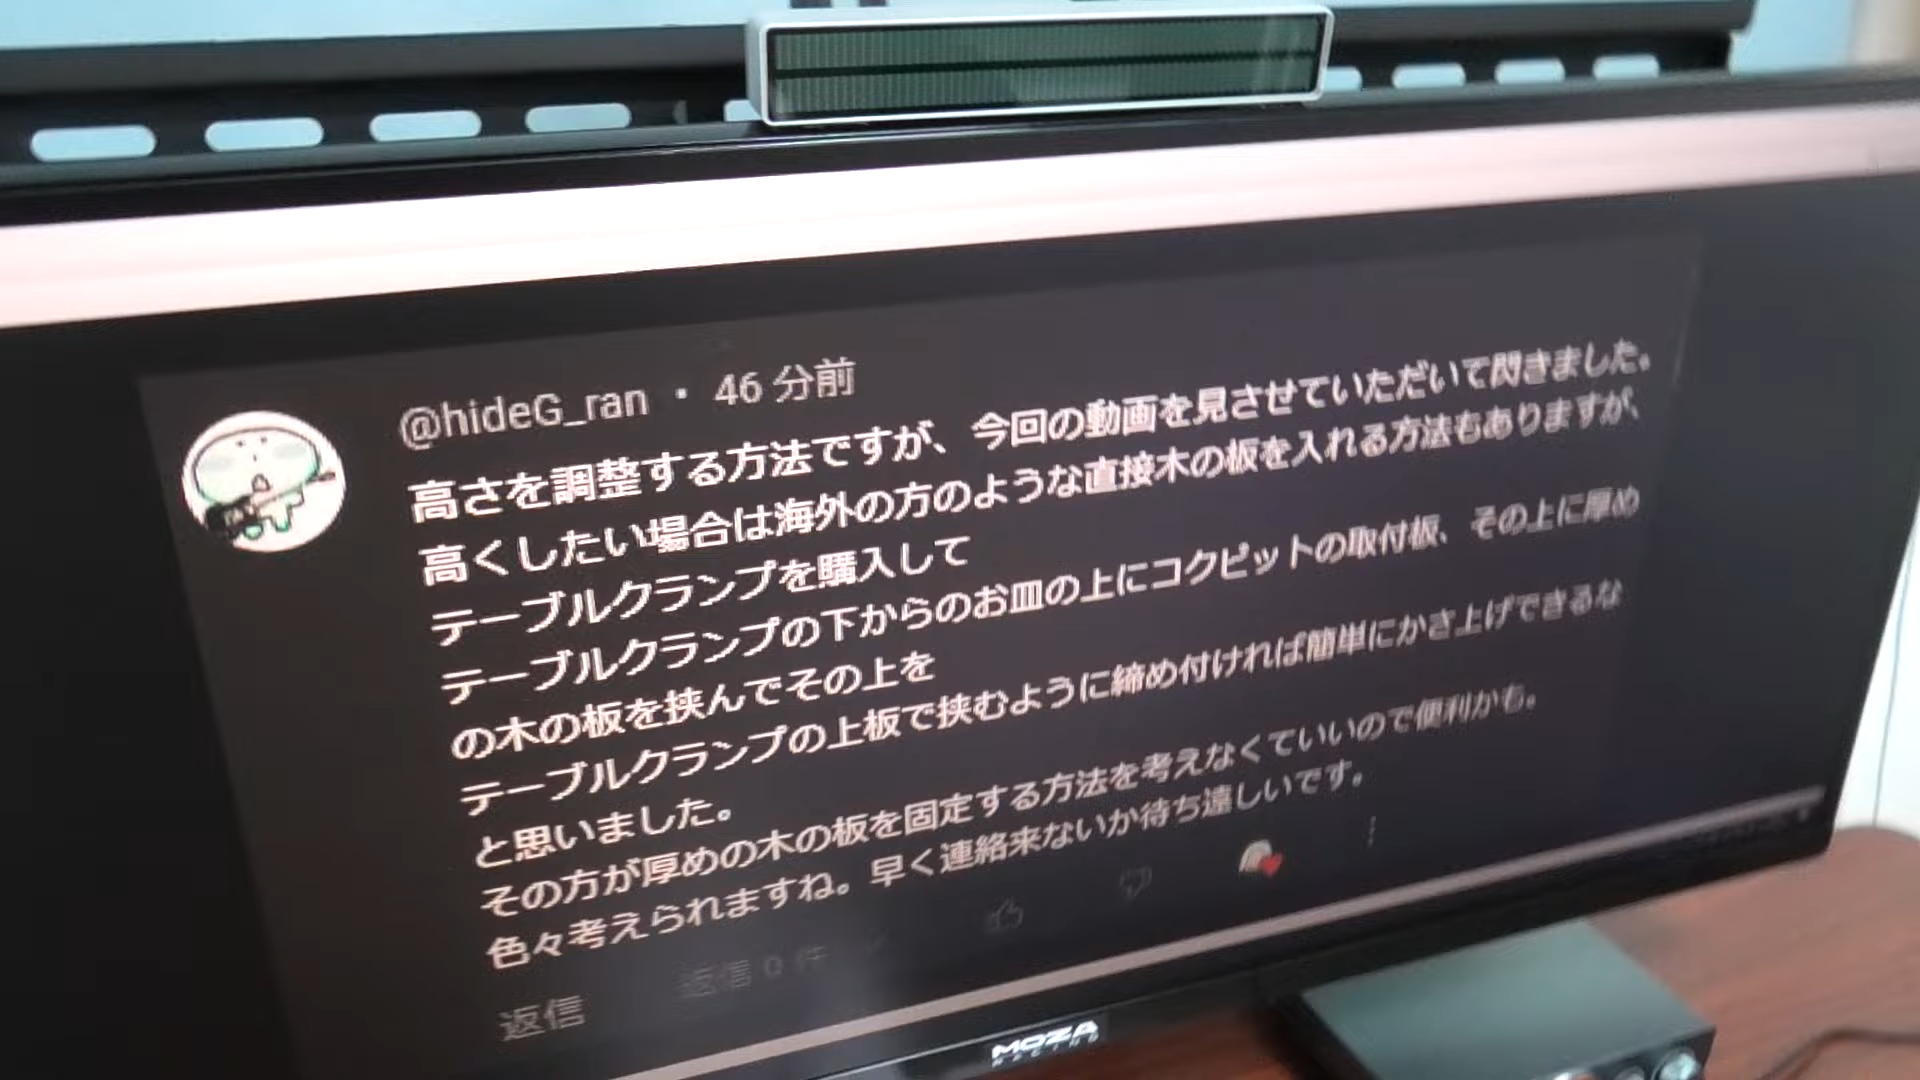 @hideG_ran・46 分前
高さを調整する方法ですが、今回の動画を見させていただいて閃きました。
高くしたい場合は海外の方のような直接木の板を入れる方法もありますが、
テーブルクランプを購入して
テーブルクランプの下からのお皿の上にコクピットの取付板、その上に厚め
の木の板を挟んでその上を
テーブルクランプの上板で挟むように締め付ければ簡単にかさ上げできるな
と思いました。
その方が厚めの木の板を固定する方法を考えなくていいので便利かも。
色々考えられますね。早く連絡来ないか待ち遠しいです。
返信 0 件
返信
MOZA
RACING